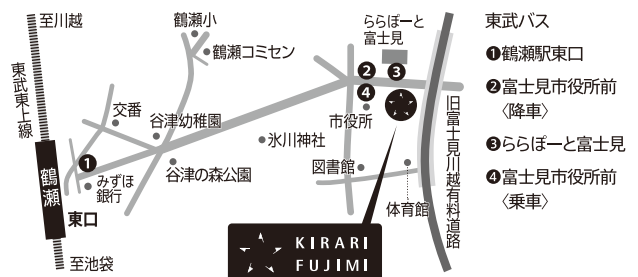 至川越
東武東上線
鶴瀬
東口
至池袋
❶
みずほ
銀行
交番
谷津幼稚園
谷津の森公園
鶴瀬小
鶴瀬コミセン
氷川神社
ららぽーと
富士見
❷
❸
❹
市役所
図書館
体育館
旧富士見川越有料道路
KIRARI
FUJIMI
東武バス
❶鶴瀬駅東口
❷富士見市役所前
〈降車〉
❸ららぽーと富士見
❹富士見市役所前
〈乗車〉